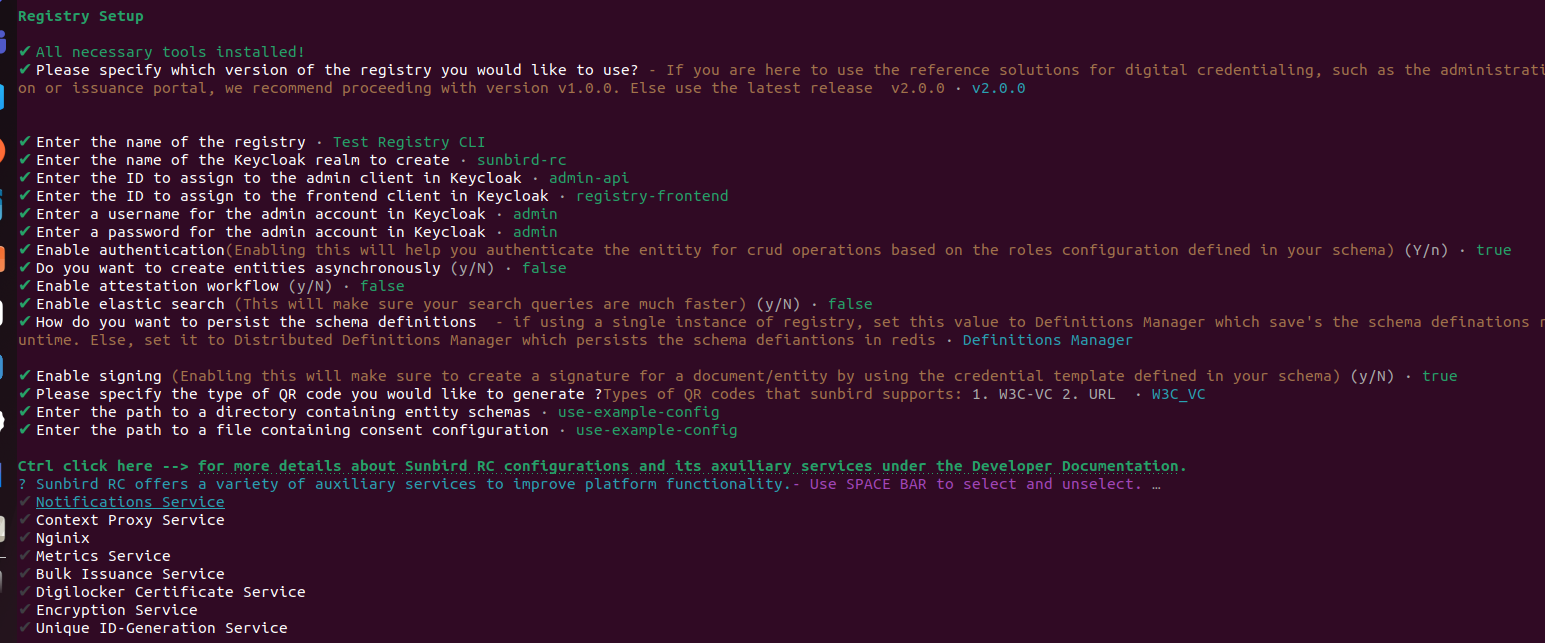 Registry Setup
✔ All necessary tools installed!
✔ Please specify which version of the registry you would like to use? - If you are here to use the reference solutions for digital credentialing, such as the administrati
on or issuance portal, we recommend proceeding with version v1.0.0. Else use the latest release  v2.0.0 · v2.0.0
✔ Enter the name of the registry · Test Registry CLI
✔ Enter the name of the Keycloak realm to create · sunbird-rc
✔ Enter the ID to assign to the admin client in Keycloak · admin-api
✔ Enter the ID to assign to the frontend client in Keycloak · registry-frontend
✔ Enter a username for the admin account in Keycloak · admin
✔ Enter a password for the admin account in Keycloak · admin
✔ Enable authentication(Enabling this will help you authenticate the enitity for crud operations based on the roles configuration defined in your schema) (Y/n) · true
✔ Do you want to create entities asynchronously (y/N) · false
✔ Enable attestation workflow (y/N) · false
✔ Enable elastic search (This will make sure your search queries are much faster) (y/N) · false
✔ How do you want to persist the schema definitions  - if using a single instance of registry, set this value to Definitions Manager which save's the schema definations r
untime. Else, set it to Distributed Definitions Manager which persists the schema defiantions in redis · Definitions Manager
✔ Enable signing (Enabling this will make sure to create a signature for a document/entity by using the credential template defined in your schema) (y/N) · true
✔ Please specify the type of QR code you would like to generate ?Types of QR codes that sunbird supports: 1. W3C-VC 2. URL  · W3C_VC
✔ Enter the path to a directory containing entity schemas · use-example-config
✔ Enter the path to a file containing consent configuration · use-example-config
Ctrl click here --> for more details about Sunbird RC configurations and its axuiliary services under the Developer Documentation.
? Sunbird RC offers a variety of auxiliary services to improve platform functionality.- Use SPACE BAR to select and unselect. …
✔ Notifications Service
✔ Context Proxy Service
✔ Nginix
✔ Metrics Service
✔ Bulk Issuance Service
✔ Digilocker Certificate Service
✔ Encryption Service
✔ Unique ID-Generation Service